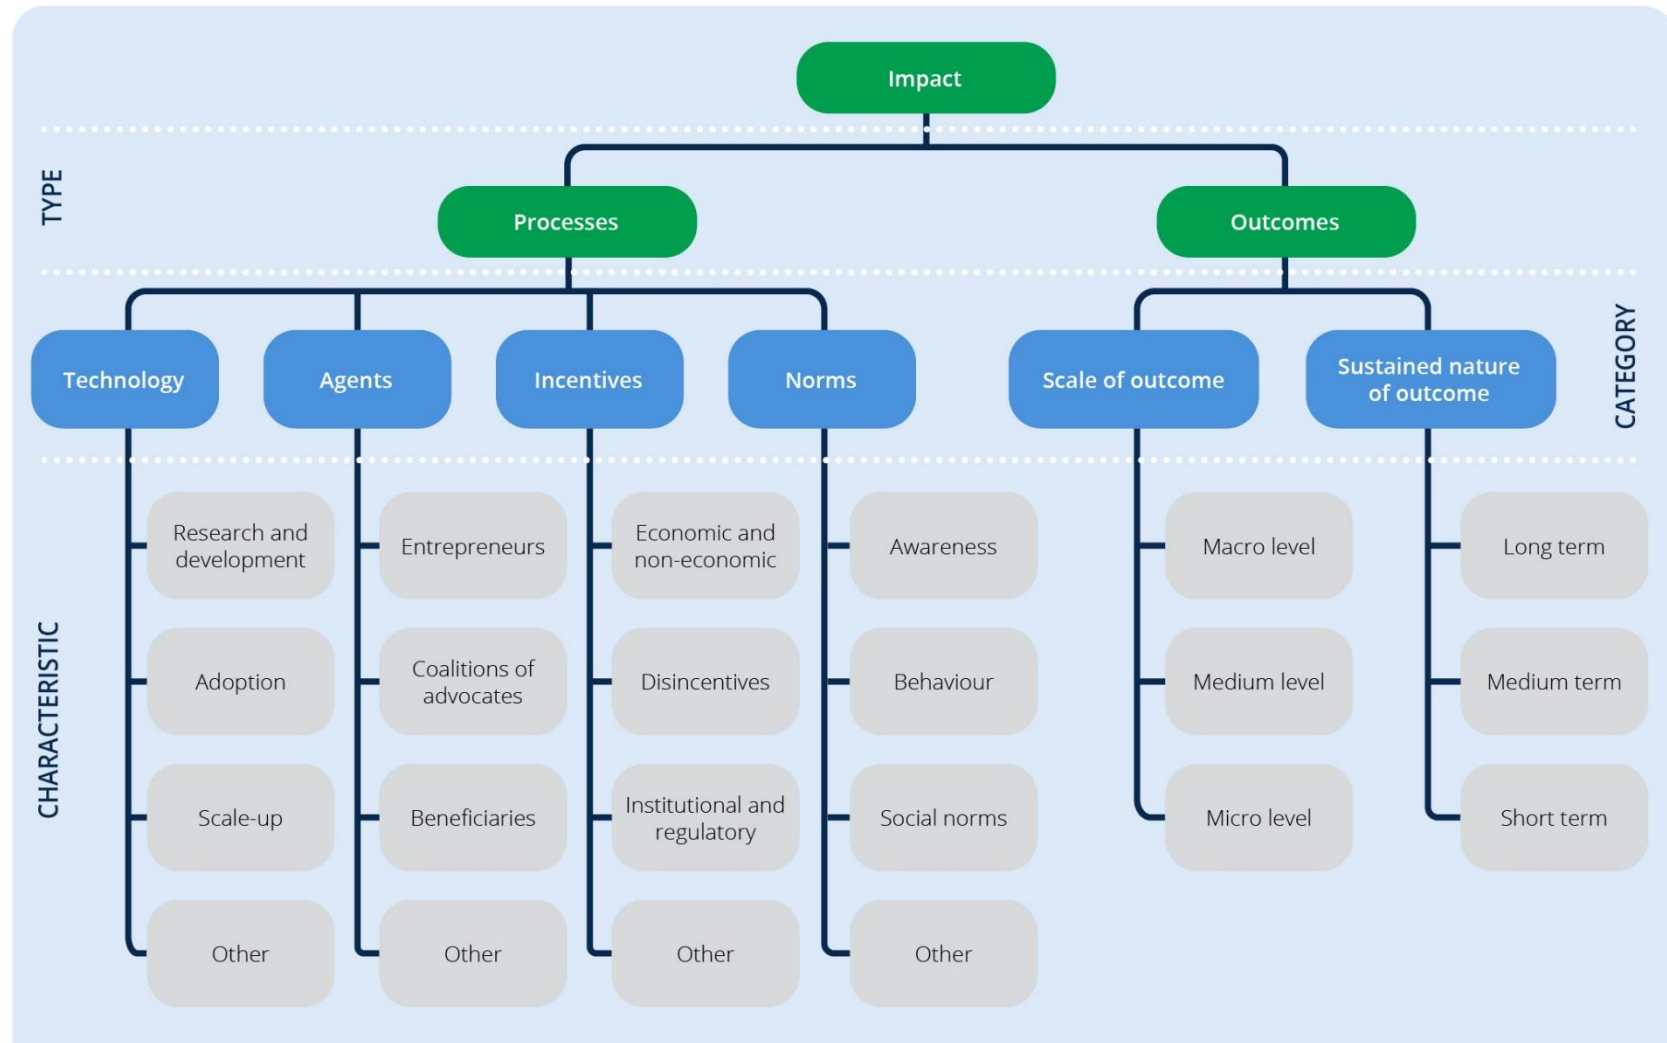 Impact
TYPE
Processes
Outcomes
CATEGORY
Technology
Agents
Incentives
Norms
Scale of outcome
Sustained nature
of outcome
CHARACTERISTIC
Research and
development
Entrepreneurs
Economic and
non-economic
Awareness
Macro level
Long term
Adoption
Coalitions of
advocates
Disincentives
Behaviour
Medium level
Medium term
Scale-up
Beneficiaries
Institutional and
regulatory
Social norms
Micro level
Short term
Other
Other
Other
Other